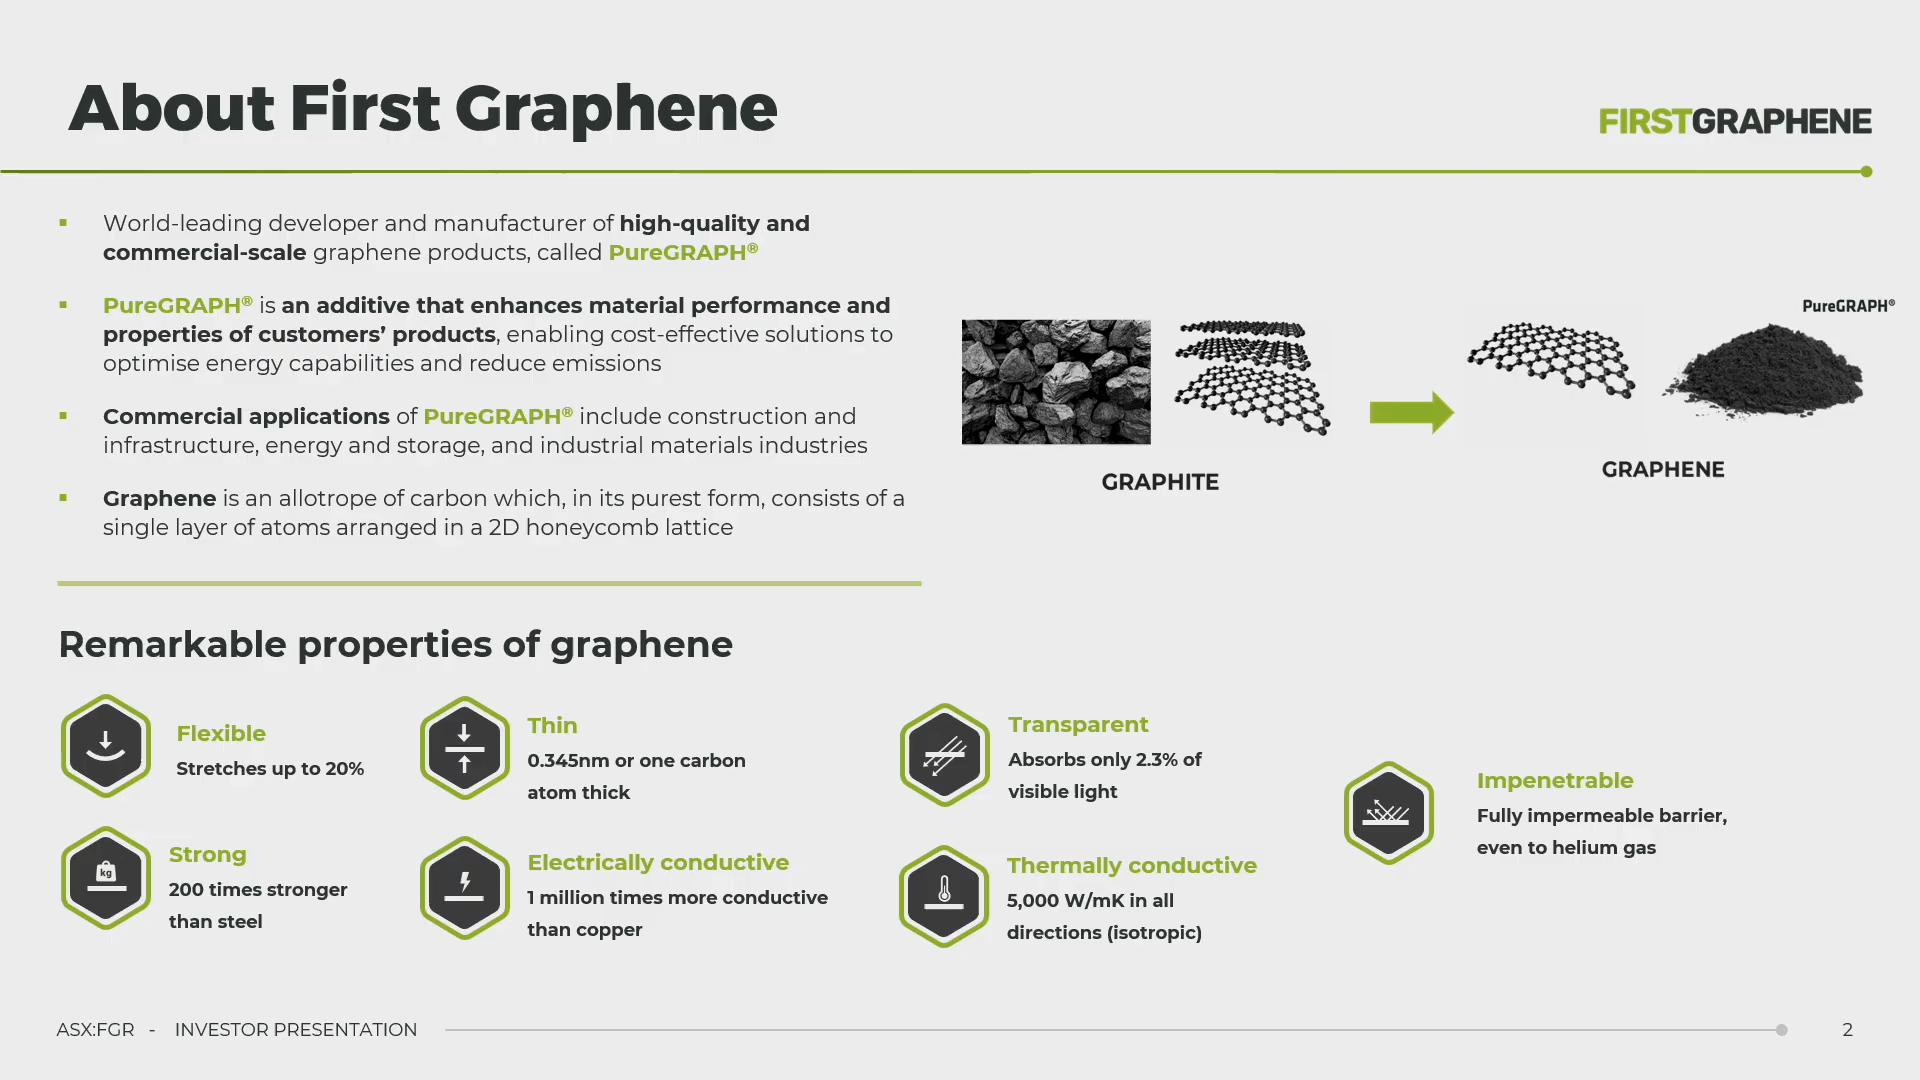 About First Graphene
FIRSTGRAPHENE
▪ World-leading developer and manufacturer of high-quality and
commercial-scale graphene products, called PureGRAPH®
▪ PureGRAPH® is an additive that enhances material performance and
properties of customers’ products, enabling cost-effective solutions to
optimise energy capabilities and reduce emissions
▪ Commercial applications of PureGRAPH® include construction and
infrastructure, energy and storage, and industrial materials industries
▪ Graphene is an allotrope of carbon which, in its purest form, consists of a
single layer of atoms arranged in a 2D honeycomb lattice
PureGRAPH®
GRAPHITE
GRAPHENE
Remarkable properties of graphene
Flexible
Stretches up to 20%
Thin
0.345nm or one carbon
atom thick
Transparent
Absorbs only 2.3% of
visible light
Impenetrable
Fully impermeable barrier,
even to helium gas
kg
Strong
200 times stronger
than steel
Electrically conductive
1 million times more conductive
than copper
Thermally conductive
5,000 W/mK in all
directions (isotropic)
ASX:FGR - INVESTOR PRESENTATION
2